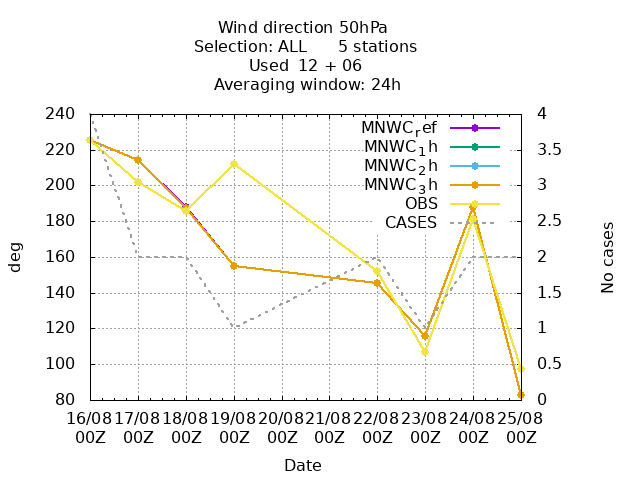 Wind direction 50hPa
Selection: ALL 5 stations
Used 12 + 06
Averaging window: 24h
240 4
220 3.5
200 3
180 2.5
160 2
140 1.5
120 1
100 0.5
80 0
MNWC_ref
MNWC_1h
MNWC_2h
MNWC_3h
OBS
CASES
deg
No cases
16/08 17/08 18/08 19/08 20/08 21/08 22/08 23/08 24/08 25/08
00Z 00Z 00Z 00Z 00Z 00Z 00Z 00Z 00Z 00Z
Date